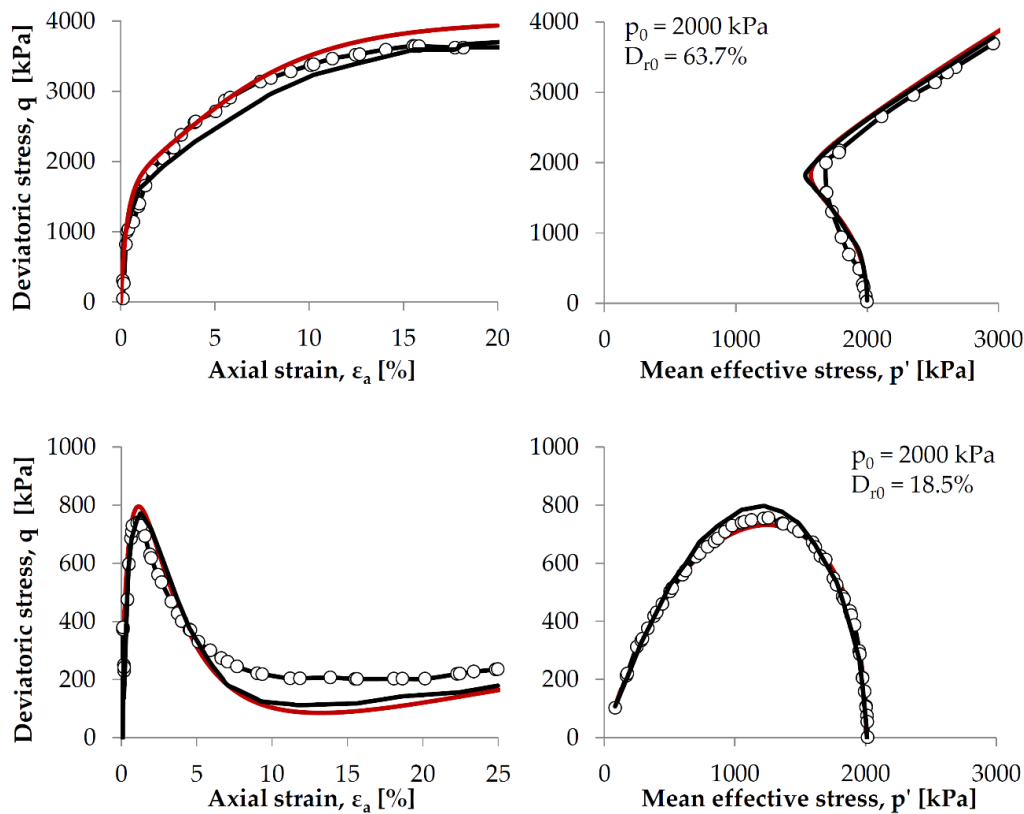 Deviatoric stress, q [kPa]
4000
3000
2000
1000
0
0 5 10 15 20
Axial strain, εa [%]
p0 = 2000 kPa
Dr0 = 63.7%
4000
3000
2000
1000
0
0 1000 2000 3000
Mean effective stress, p' [kPa]
Deviatoric stress, q [kPa]
1000
800
600
400
200
0
0 5 10 15 20 25
Axial strain, εa [%]
p0 = 2000 kPa
Dr0 = 18.5%
1000
800
600
400
200
0
0 1000 2000 3000
Mean effective stress, p' [kPa]